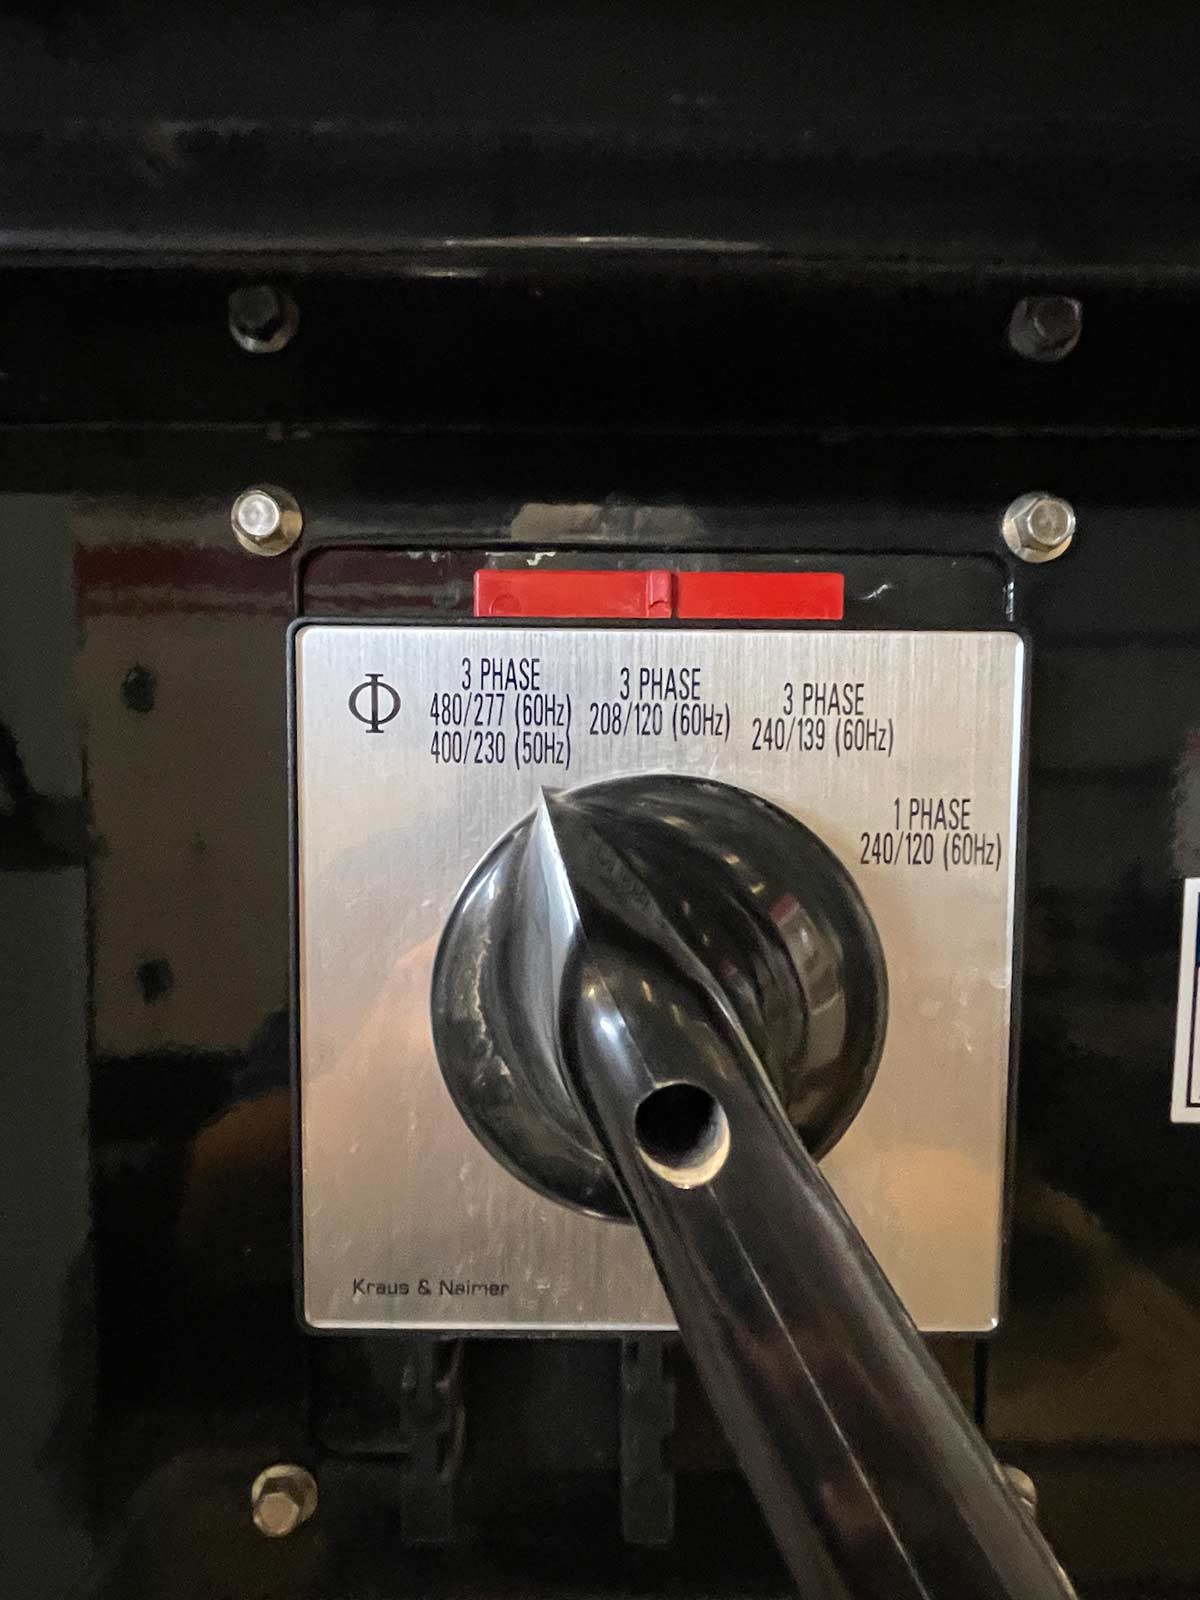 Φ
3 PHASE
480/277 (60Hz)
400/230 (50Hz)
3 PHASE
208/120 (60Hz)
3 PHASE
240/139 (60Hz)
1 PHASE
240/120 (60Hz)
Kraus & Naimer